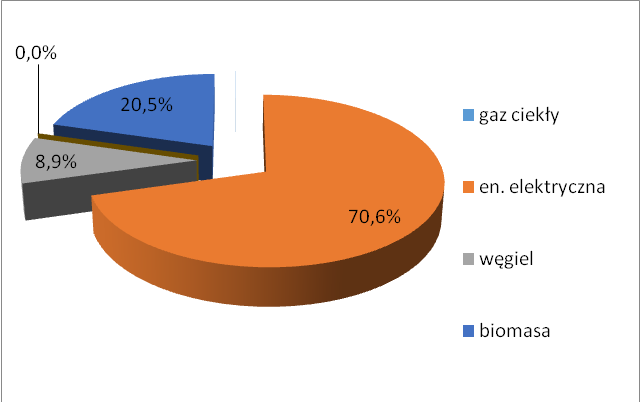 0,0%
20,5%
8,9%
70,6%
gaz ciekły
en. elektryczna
węgiel
biomasa